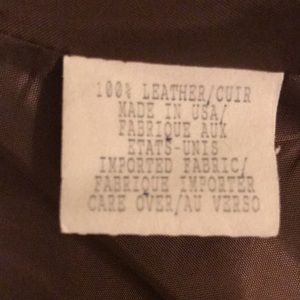 100% LEATHER/CUIR
MADE IN USA/
FABRIQUE AUX
ETATS-UNIS
IMPORTED FABRIC/
FABRIQUE IMPORTER
CARE OVER/AU VERSO